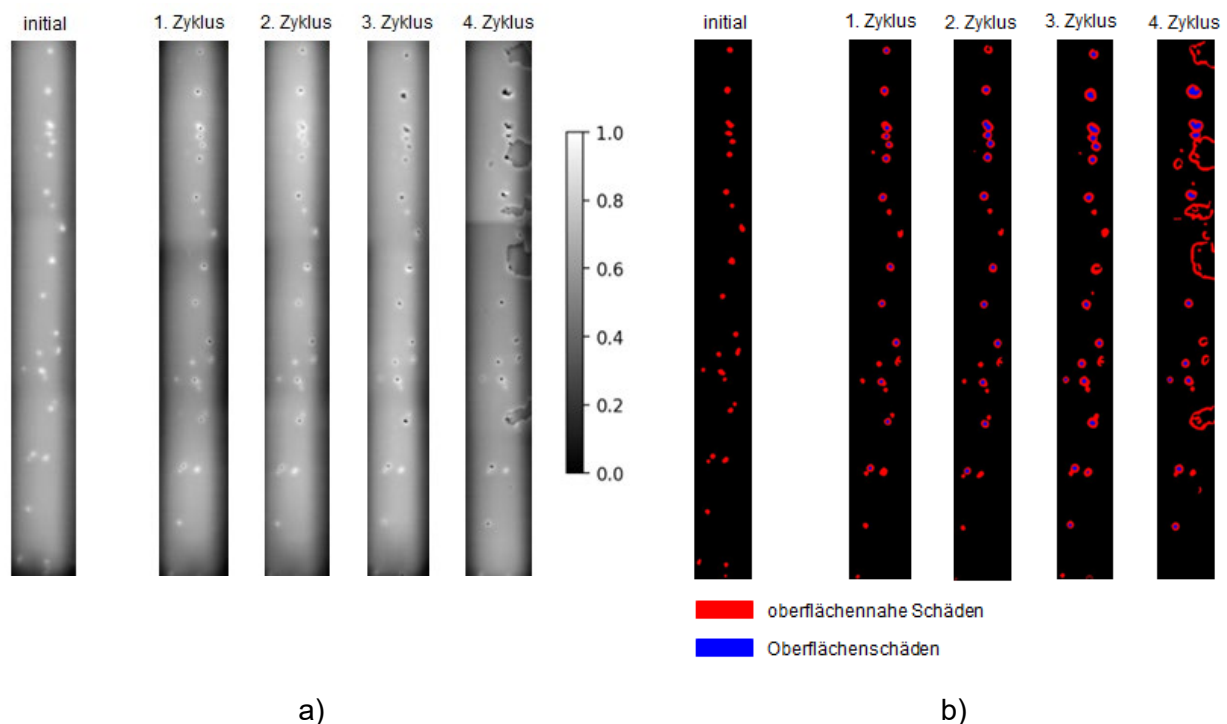 initial 1. Zyklus 2. Zyklus 3. Zyklus 4. Zyklus
1.0
0.8
0.6
0.4
0.2
0.0
initial 1. Zyklus 2. Zyklus 3. Zyklus 4. Zyklus
oberflächennahe Schäden
Oberflächenschäden
a)
b)